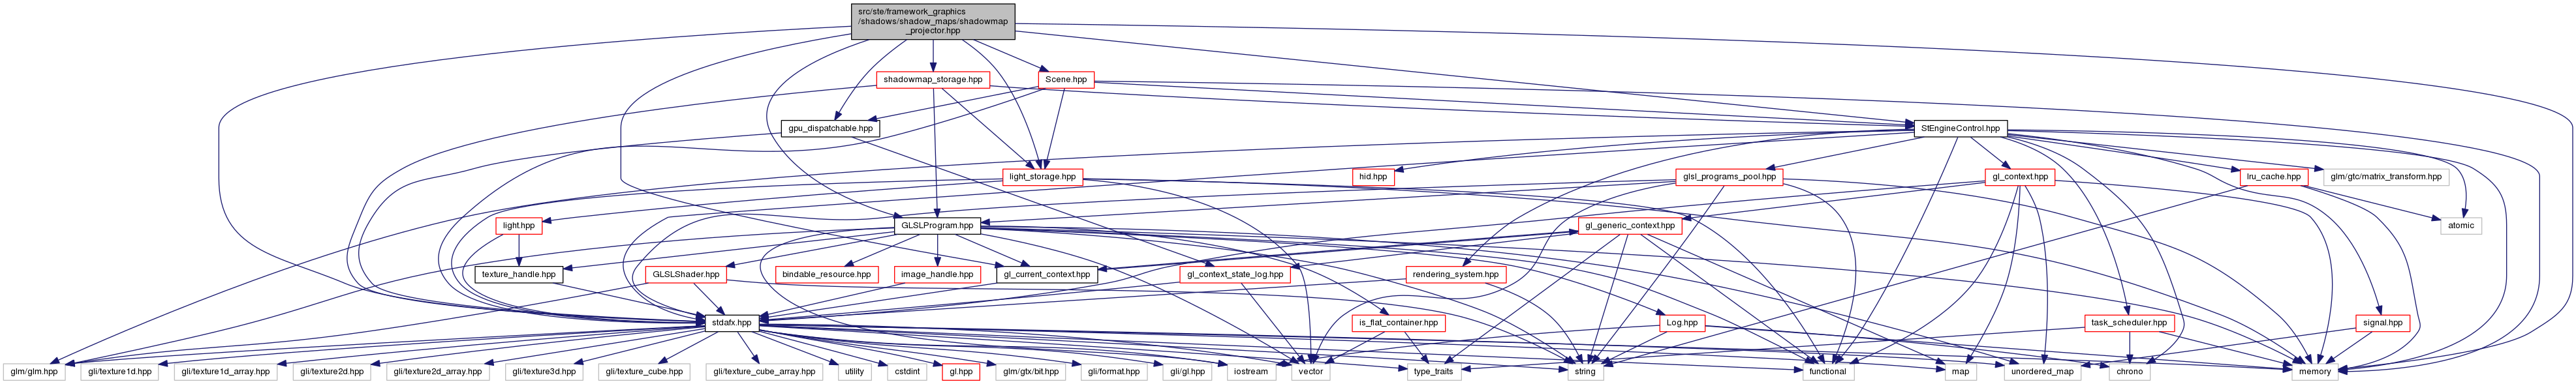 src/ste/framework_graphics
/shadows/shadow_maps/shadowmap
_projector.hpp
shadowmap_storage.hpp
Scene.hpp
gpu_dispatchable.hpp
StEngineControl.hpp
light_storage.hpp
hid.hpp
glsl_programs_pool.hpp
gl_context.hpp
lru_cache.hpp
glm/gtc/matrix_transform.hpp
light.hpp
GLSLProgram.hpp
gl_generic_context.hpp
atomic
texture_handle.hpp
GLSLShader.hpp
bindable_resource.hpp
image_handle.hpp
gl_current_context.hpp
gl_context_state_log.hpp
rendering_system.hpp
stdafx.hpp
is_flat_container.hpp
Log.hpp
task_scheduler.hpp
signal.hpp
glm/glm.hpp
gli/texture1d.hpp
gli/texture1d_array.hpp
gli/texture2d.hpp
gli/texture2d_array.hpp
gli/texture3d.hpp
gli/texture_cube.hpp
gli/texture_cube_array.hpp
utility
cstdint
gl.hpp
glm/gtx/bit.hpp
gli/format.hpp
gli/gl.hpp
iostream
vector
type_traits
string
functional
map
unordered_map
chrono
memory